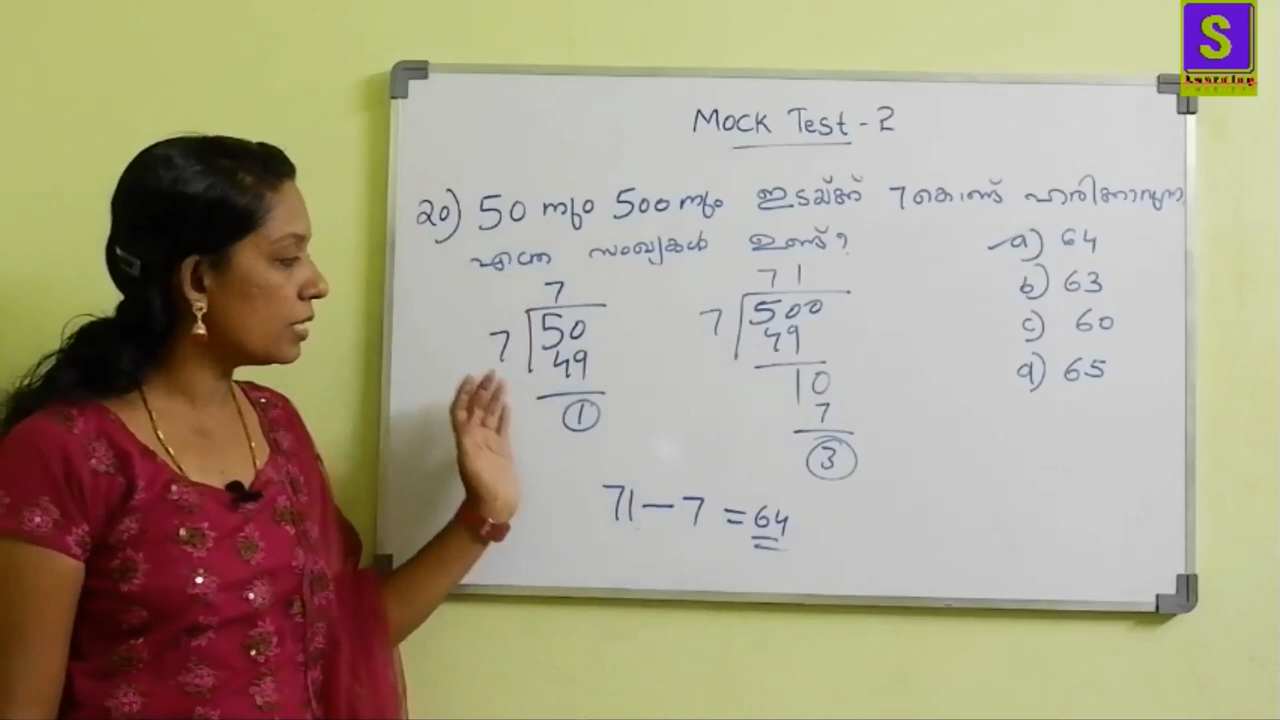 S
Learning
Mock Test - 2
20) 50 നും 500 നും ഇടയ്ക്ക് 7 കൊണ്ട് ഹരിക്കാവുന്ന
എത്ര സംഖ്യകൾ ഉണ്ട്?
a) 64
b) 63
c) 60
d) 65
7
7 50
49
1
71
7 500
49
10
7
3
71 - 7 = 64